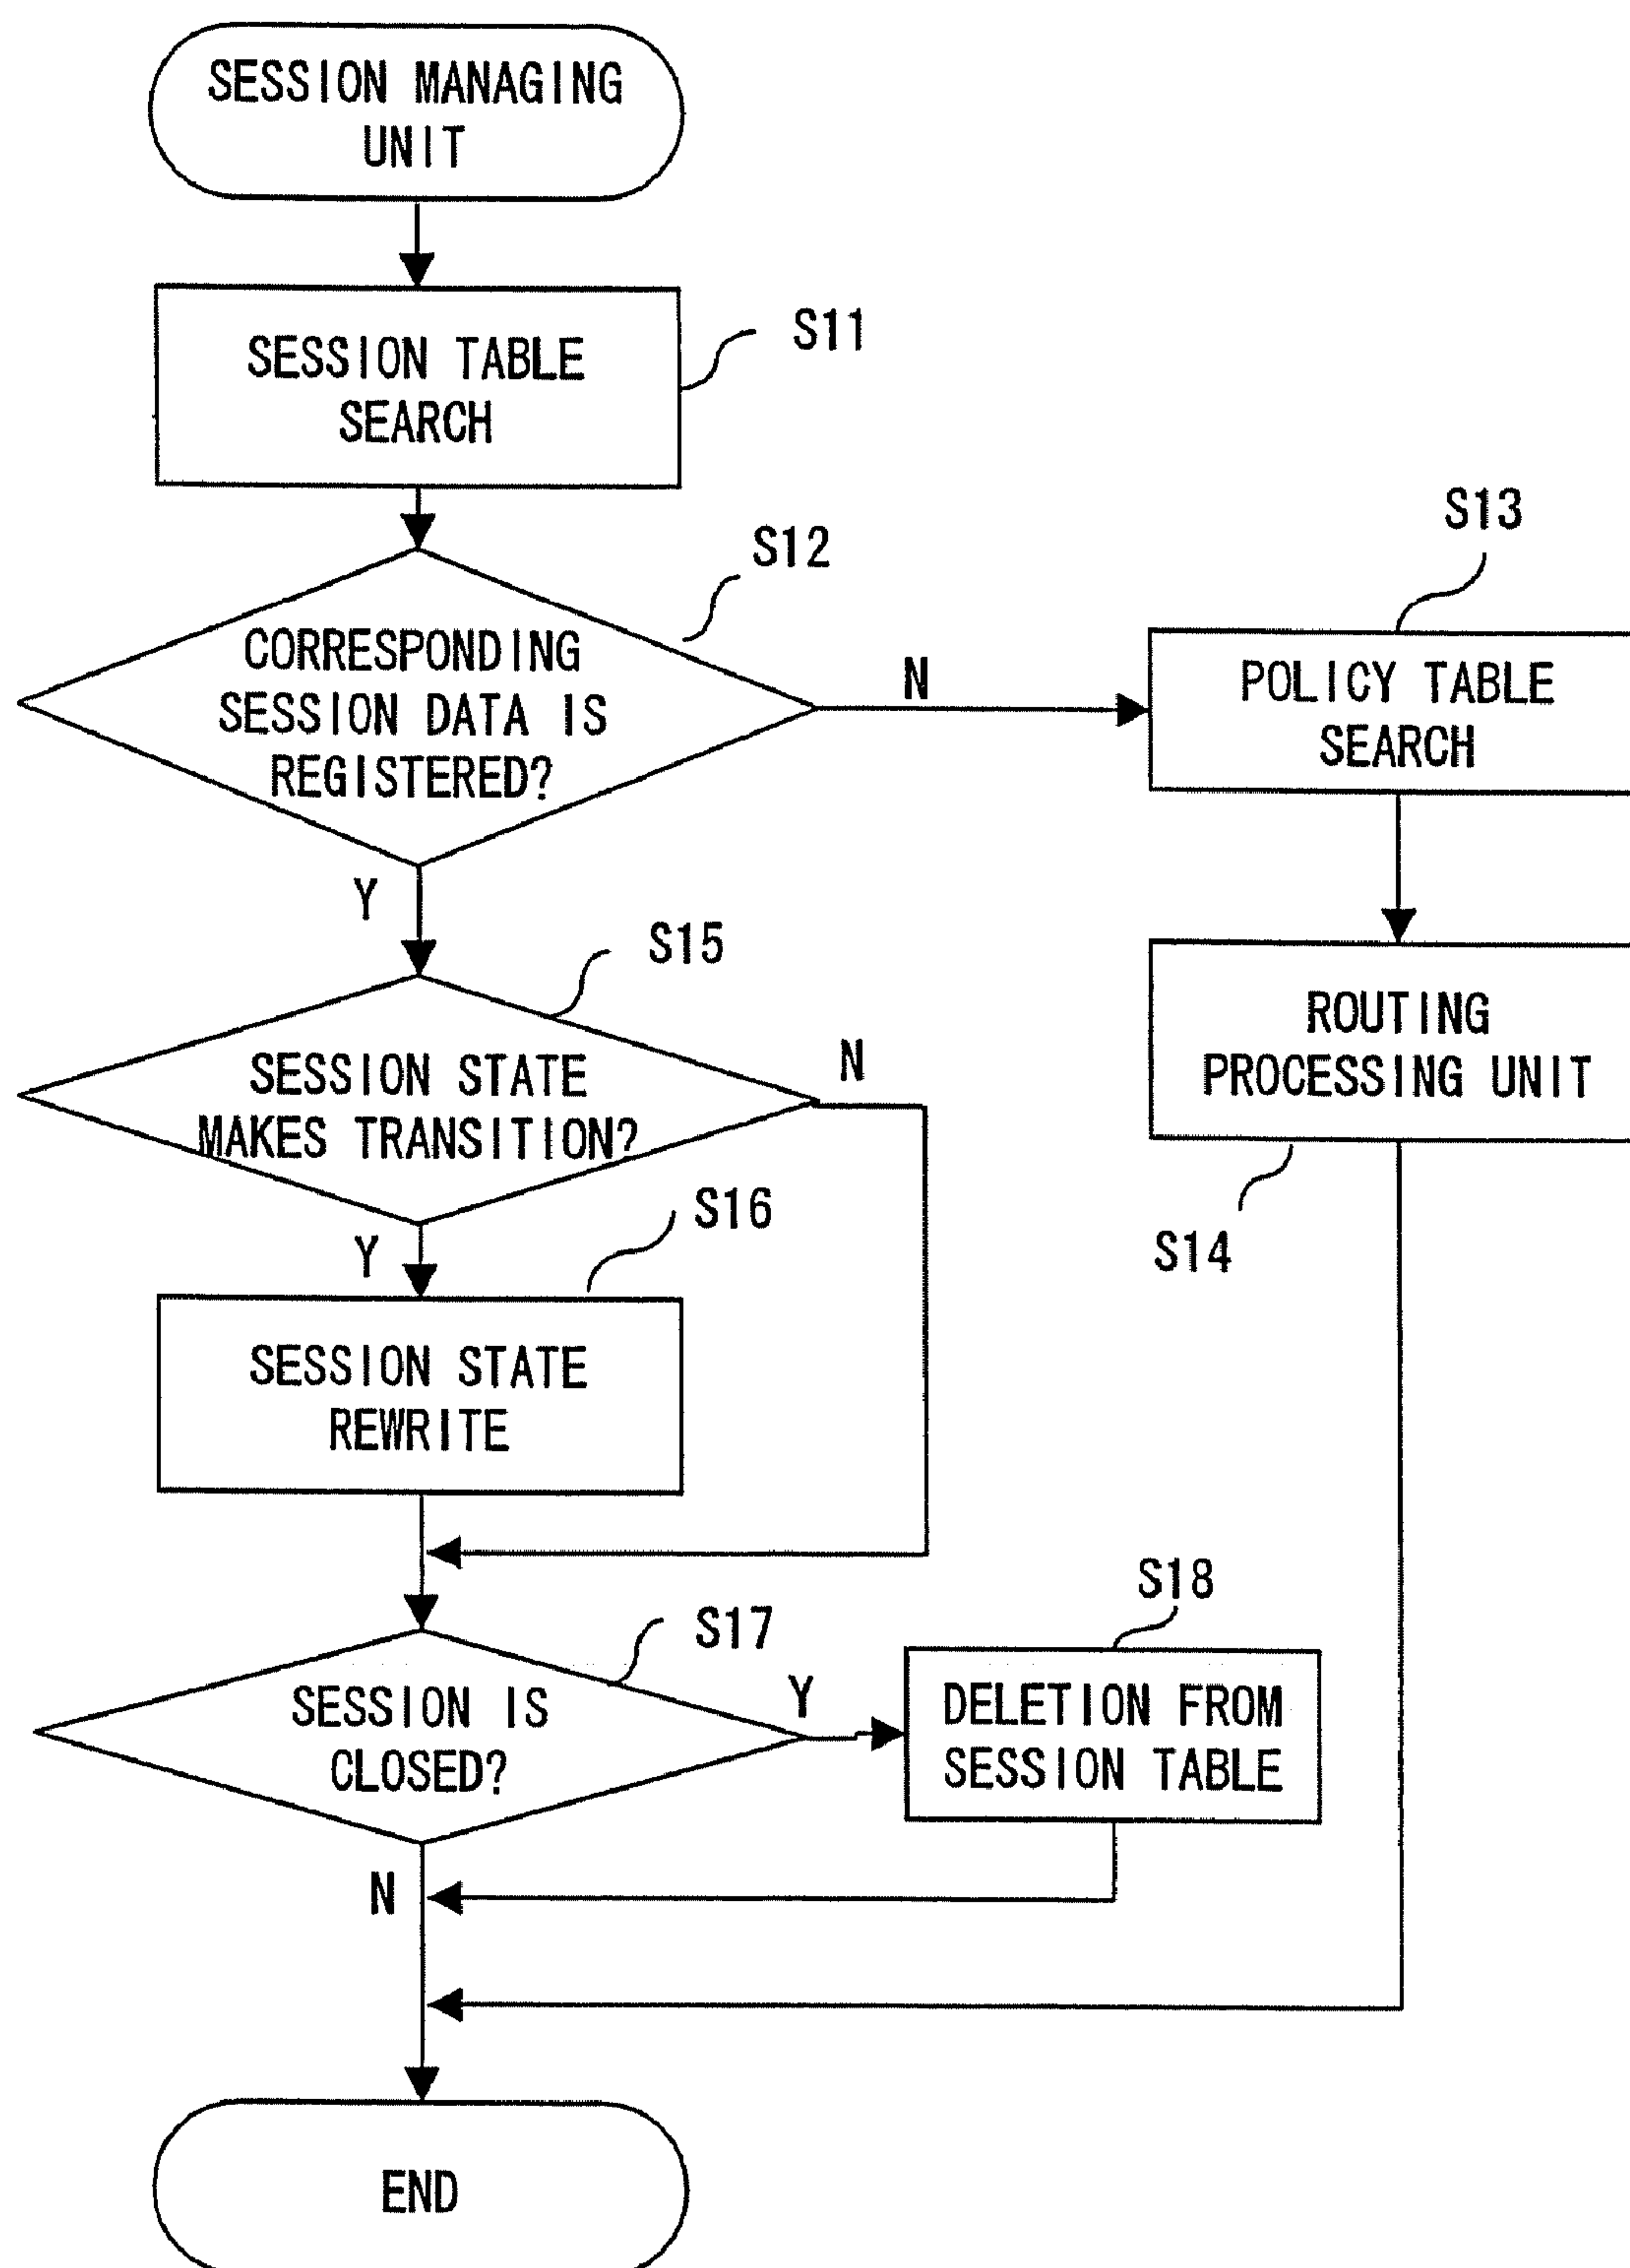 SESSION MANAGING
UNIT
SESSION TABLE
SEARCH
S11
S12
CORRESPONDING
SESSION DATA IS
REGISTERED?
N
S13
POLICY TABLE
SEARCH
Y
S15
SESSION STATE
MAKES TRANSITION?
N
ROUTING
PROCESSING UNIT
S14
Y
S16
SESSION STATE
REWRITE
S17
SESSION IS
CLOSED?
Y
S18
DELETION FROM
SESSION TABLE
N
END